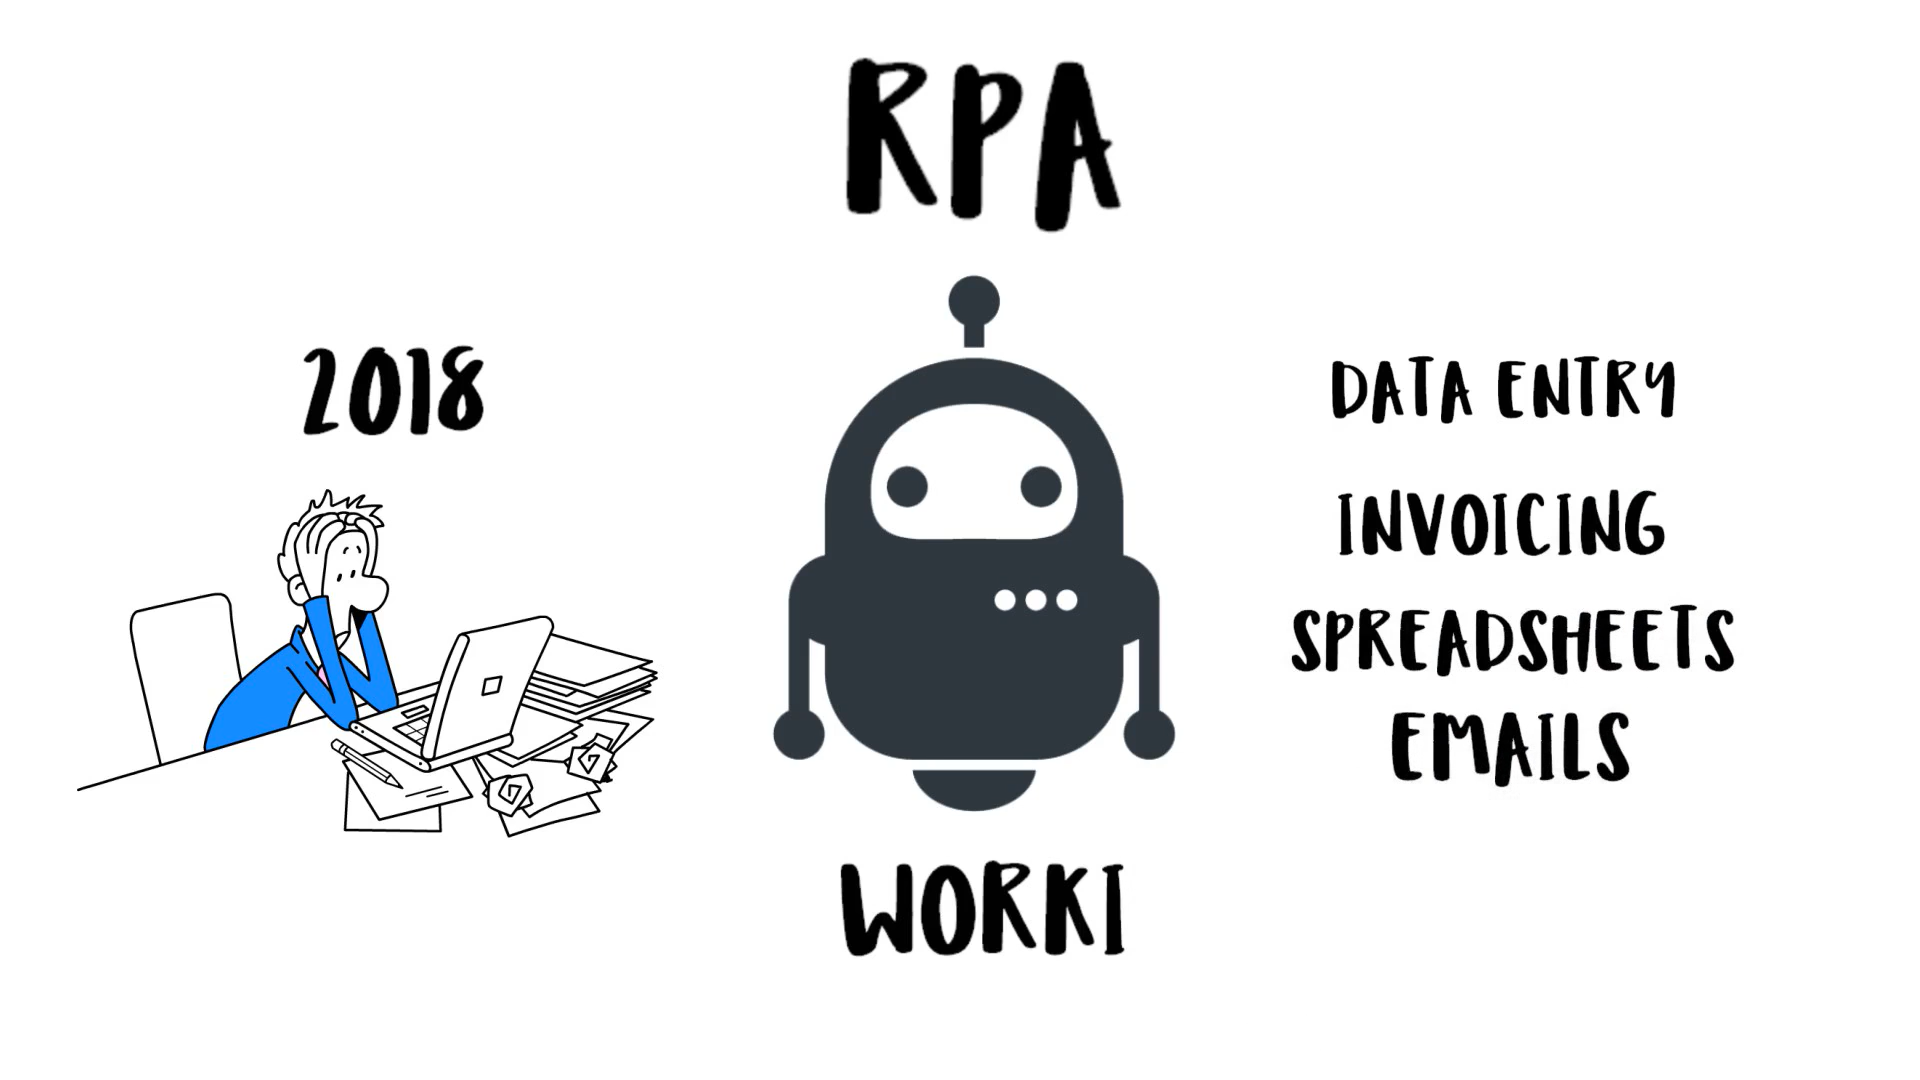 RPA
2018
DATA ENTRY
INVOICING
SPREADSHEETS
EMAILS
WORKI